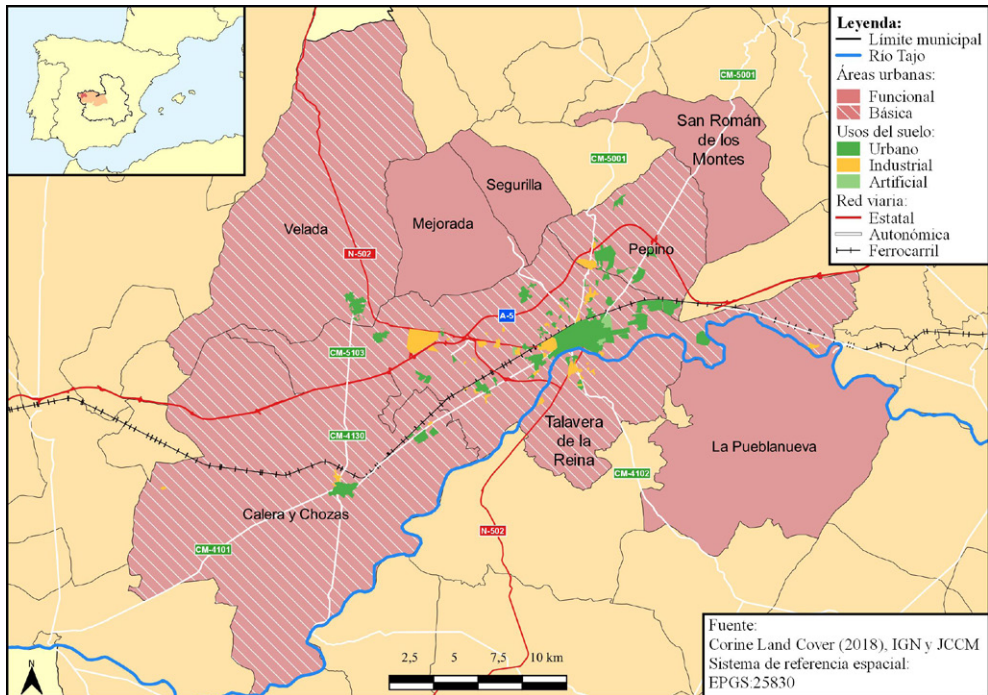 Leyenda:
Límite municipal
Río Tajo
Áreas urbanas:
Funcional
Básica
Usos del suelo:
Urbano
Industrial
Artificial
Red viaria:
Estatal
Autonómica
Ferrocarril
CM-5001
San Román
de los
Montes
CM-5001
Segurilla
Mejorada
Velada
Pepino
N-502
A-5
CM-5103
CM-4130
Talavera
de la
Reina
La Pueblanueva
CM-4102
Calera y Chozas
N-502
CM-4101
Fuente:
Corine Land Cover (2018), IGN y JCCM
Sistema de referencia espacial:
EPGS:25830
N
2,5 5 7,5 10 km